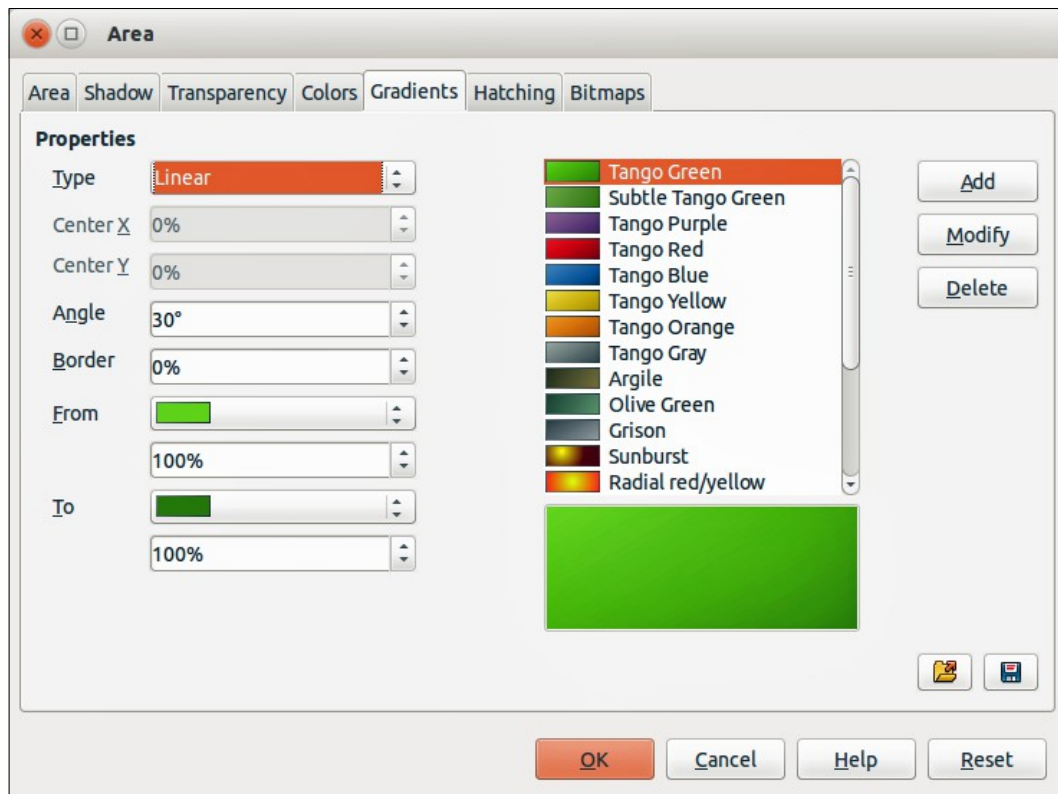 Area
Area Shadow Transparency Colors Gradients Hatching Bitmaps
Properties
Type Linear
Center X 0%
Center Y 0%
Angle 30°
Border 0%
From
100%
To
100%
Tango Green
Subtle Tango Green
Tango Purple
Tango Red
Tango Blue
Tango Yellow
Tango Orange
Tango Gray
Argile
Olive Green
Grison
Sunburst
Radial red/yellow
Add
Modify
Delete
OK Cancel Help Reset